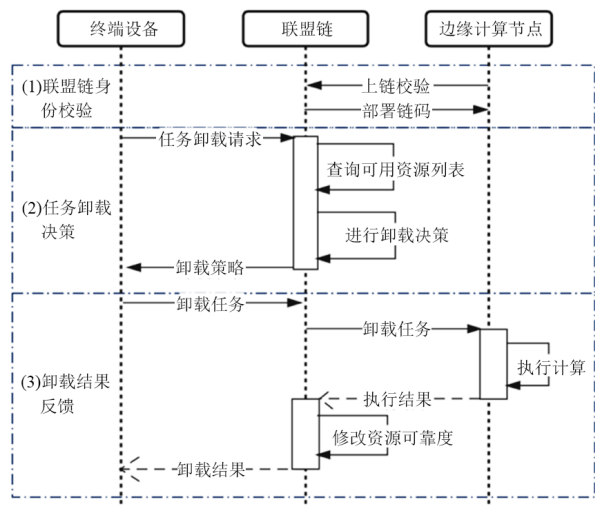 终端设备
联盟链
边缘计算节点
(1)联盟链身
份校验
上链校验
部署链码
任务卸载请求
查询可用资源列表
(2)任务卸载
决策
进行卸载决策
卸载策略
卸载任务
卸载任务
执行计算
(3)卸载结果
反馈
执行结果
修改资源可靠度
卸载结果